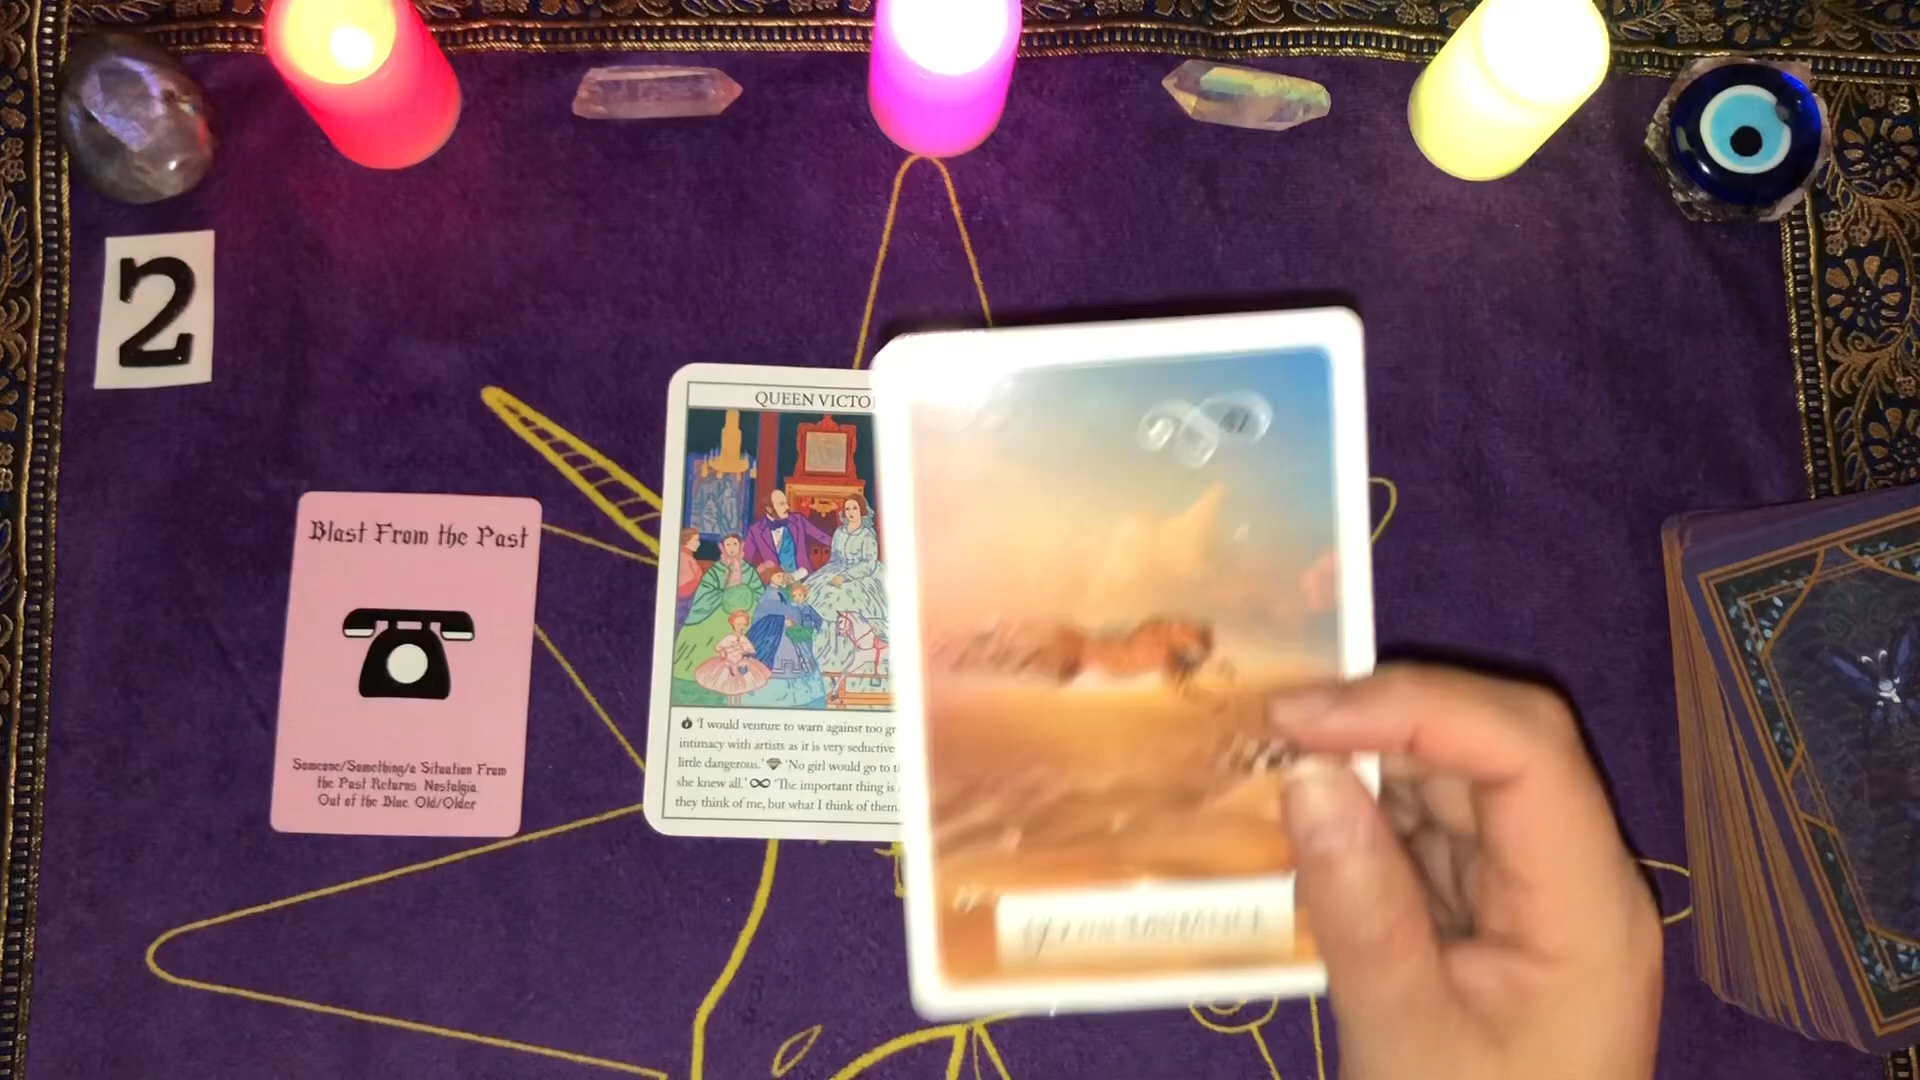 2
Blast From the Past
Someone/Something/a Situation From
the Past Returns. Nostalgia.
Out of the Blue. Old/Older
QUEEN VICTO
'I would venture to warn against too gr
intimacy with artists as it is very seductive
little dangerous.' 'No girl would go to t
she knew all.' ∞ 'The important thing is
they think of me, but what I think of them.